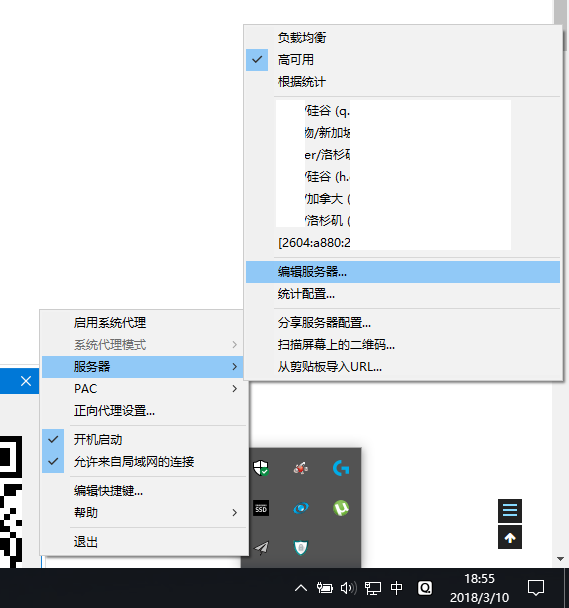 负载均衡
高可用
根据统计
/硅谷 (q.
物/新加坡
er/洛杉矶
/硅谷 (h.
/加拿大 (
/洛杉矶 (
[2604:a880:2
编辑服务器...
统计配置...
分享服务器配置...
扫描屏幕上的二维码...
从剪贴板导入URL...
启用系统代理
系统代理模式
服务器
PAC
正向代理设置...
开机启动
允许来自局域网的连接
编辑快捷键...
帮助
退出
SSD
中
18:55
2018/3/10